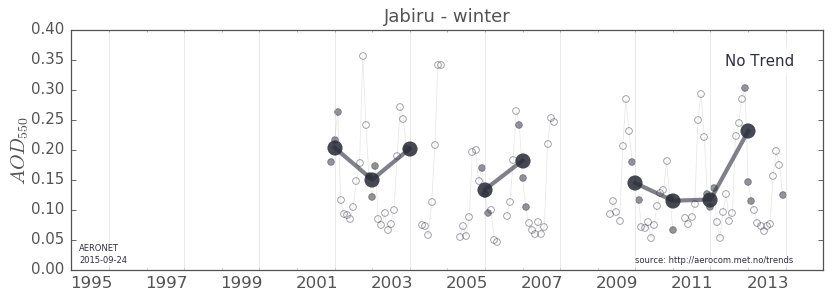 Jabiru - winter
0.40
0.35
0.30
0.25
0.20
0.15
0.10
0.05
0.00
AOD550
No Trend
AERONET
2015-09-24
source: http://aerocom.met.no/trends
1995 1997 1999 2001 2003 2005 2007 2009 2011 2013